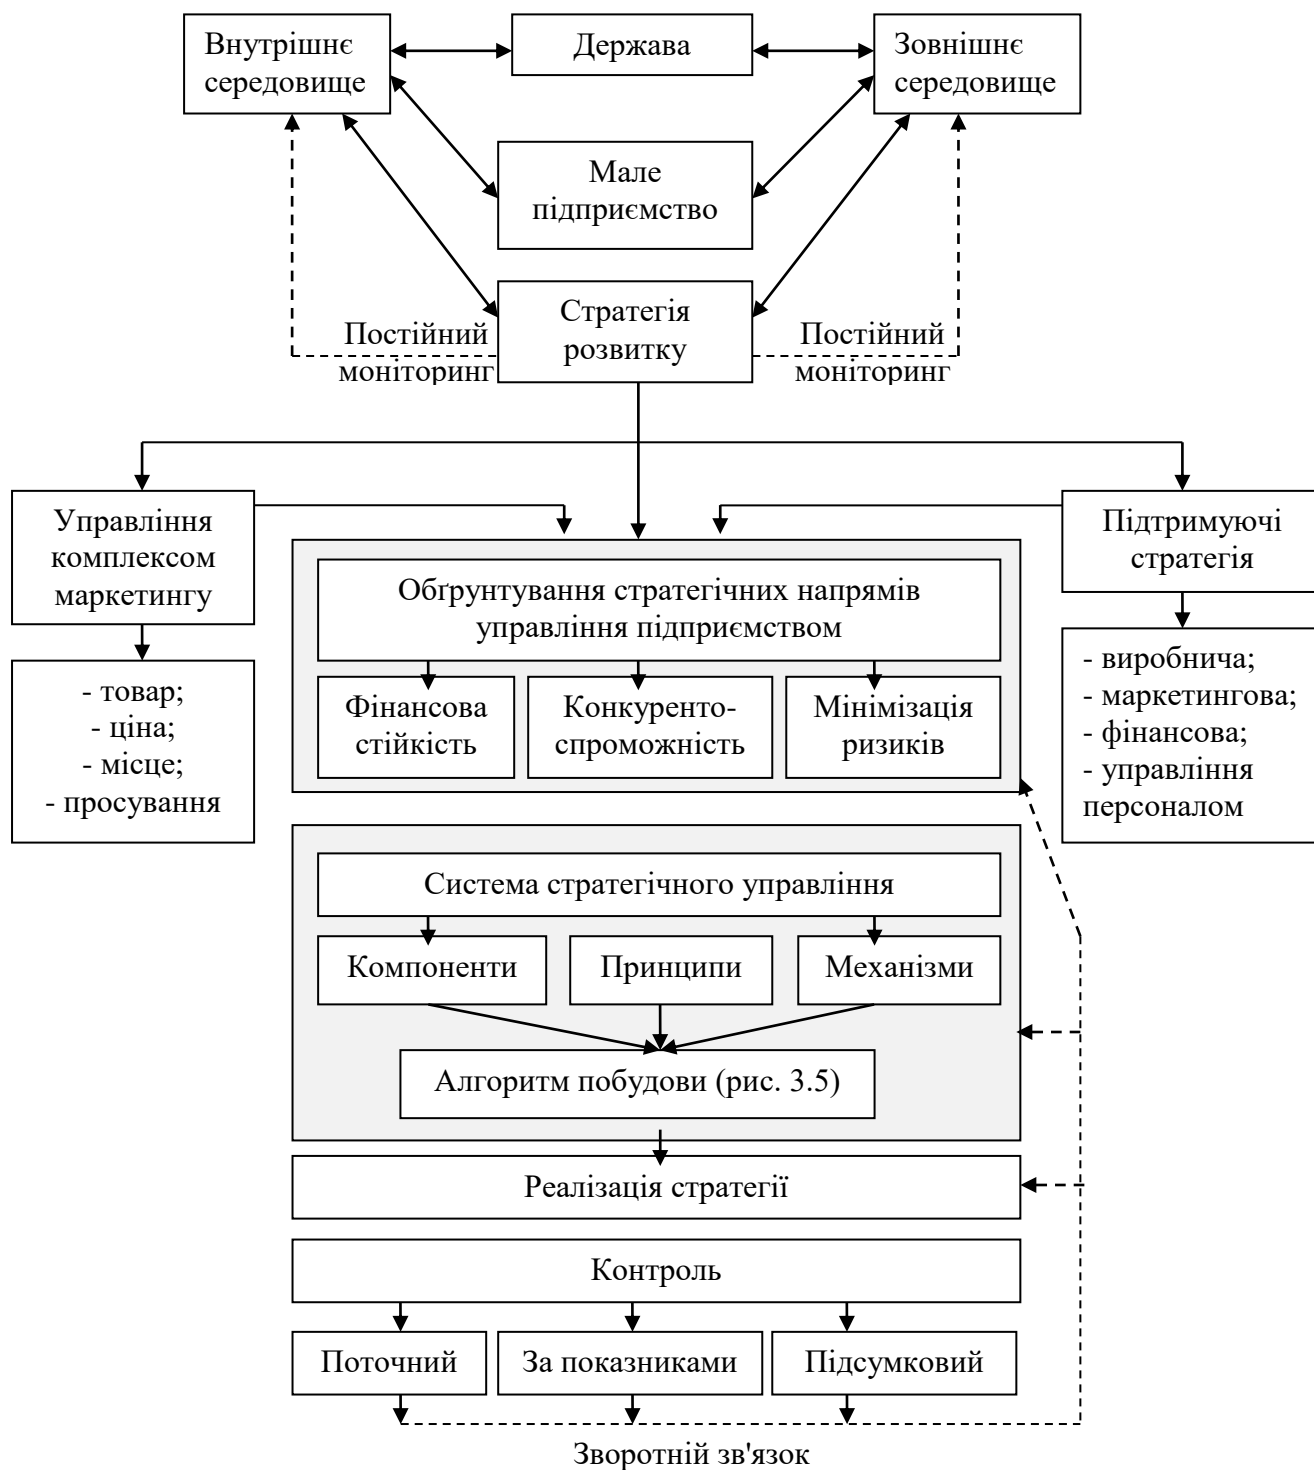 Внутрішнє
середовище
Держава
Зовнішнє
середовище
Мале
підприємство
Стратегія
розвитку
Постійний
моніторинг
Постійний
моніторинг
Управління
комплексом
маркетингу
Підтримуючі
стратегія
Обґрунтування стратегічних напрямів
управління підприємством
- товар;
- ціна;
- місце;
- просування
Фінансова
стійкість
Конкуренто-
спроможність
Мінімізація
ризиків
- виробнича;
- маркетингова;
- фінансова;
- управління
персоналом
Система стратегічного управління
Компоненти
Принципи
Механізми
Алгоритм побудови (рис. 3.5)
Реалізація стратегії
Контроль
Поточний
За показниками
Підсумковий
Зворотній зв'язок